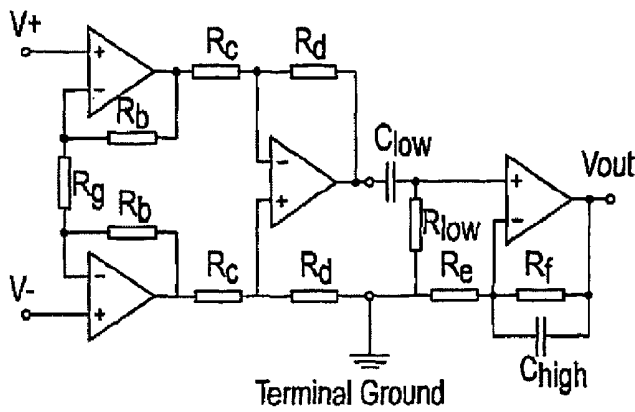 V+
Rc
Rd
+
−
Rb
Clow
Vout
−
+
+
−
Rg
Rb
Rlow
V-
−
+
Rc
Rd
Re
Rf
Chigh
Terminal Ground